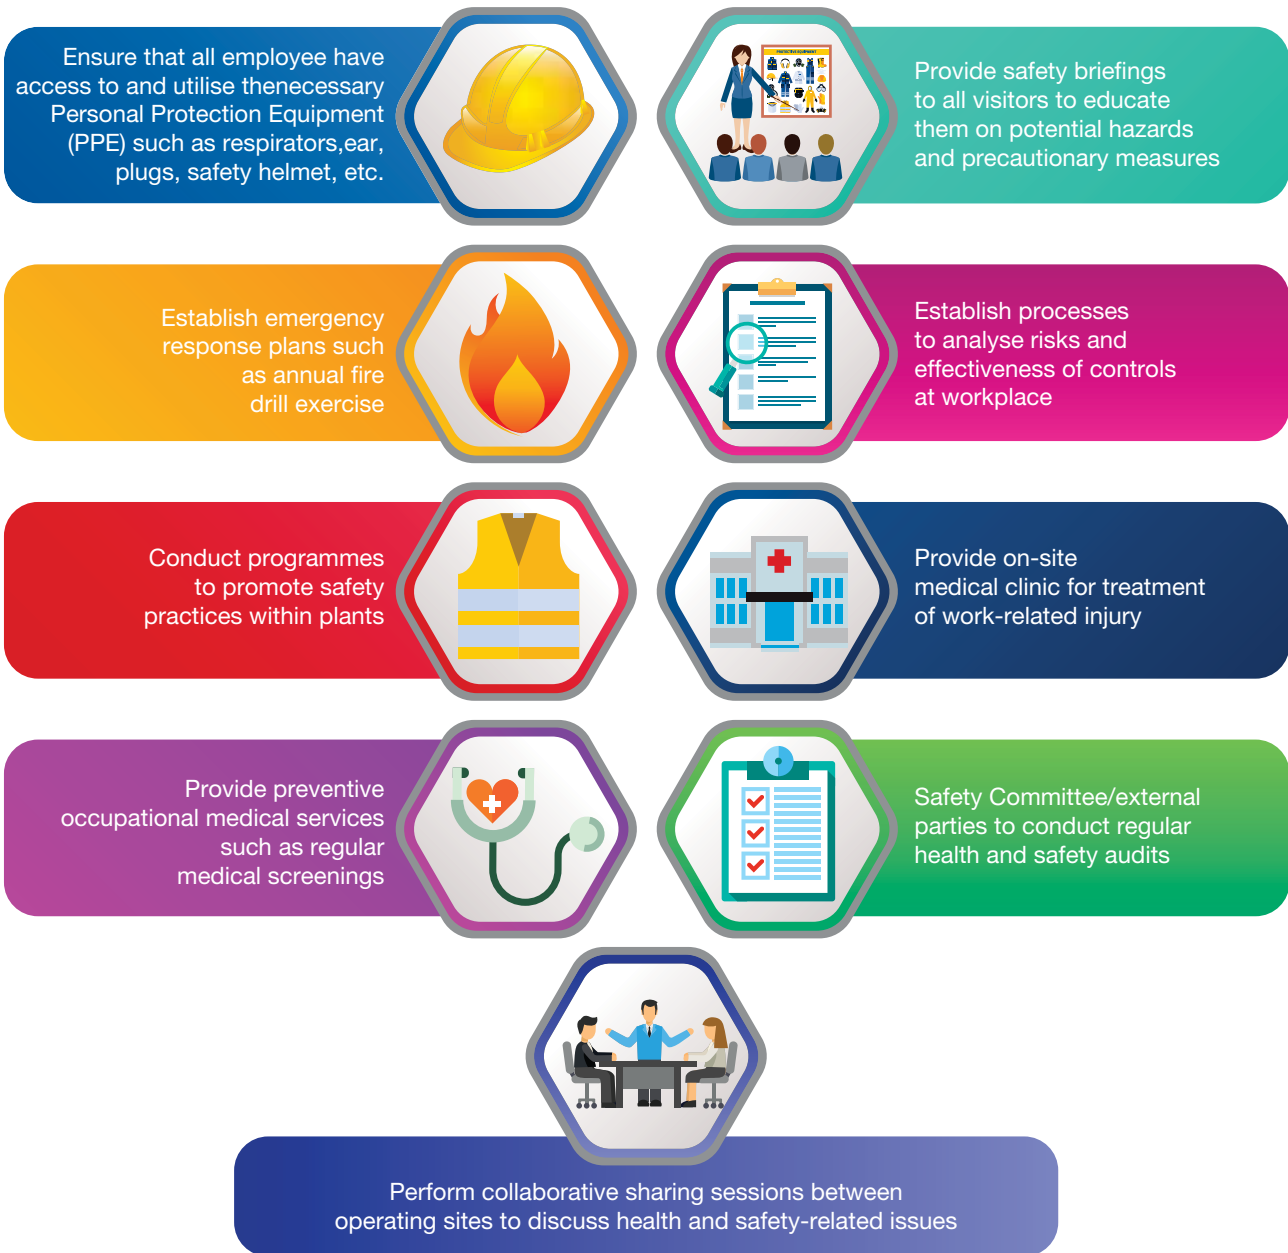 Ensure that all employee have
access to and utilise thenecessary
Personal Protection Equipment
(PPE) such as respirators,ear,
plugs, safety helmet, etc.
PROTECTIVE EQUIPMENT
Provide safety briefings
to all visitors to educate
them on potential hazards
and precautionary measures
Establish emergency
response plans such
as annual fire
drill exercise
Establish processes
to analyse risks and
effectiveness of controls
at workplace
Conduct programmes
to promote safety
practices within plants
Provide on-site
medical clinic for treatment
of work-related injury
Provide preventive
occupational medical services
such as regular
medical screenings
Safety Committee/external
parties to conduct regular
health and safety audits
Perform collaborative sharing sessions between
operating sites to discuss health and safety-related issues